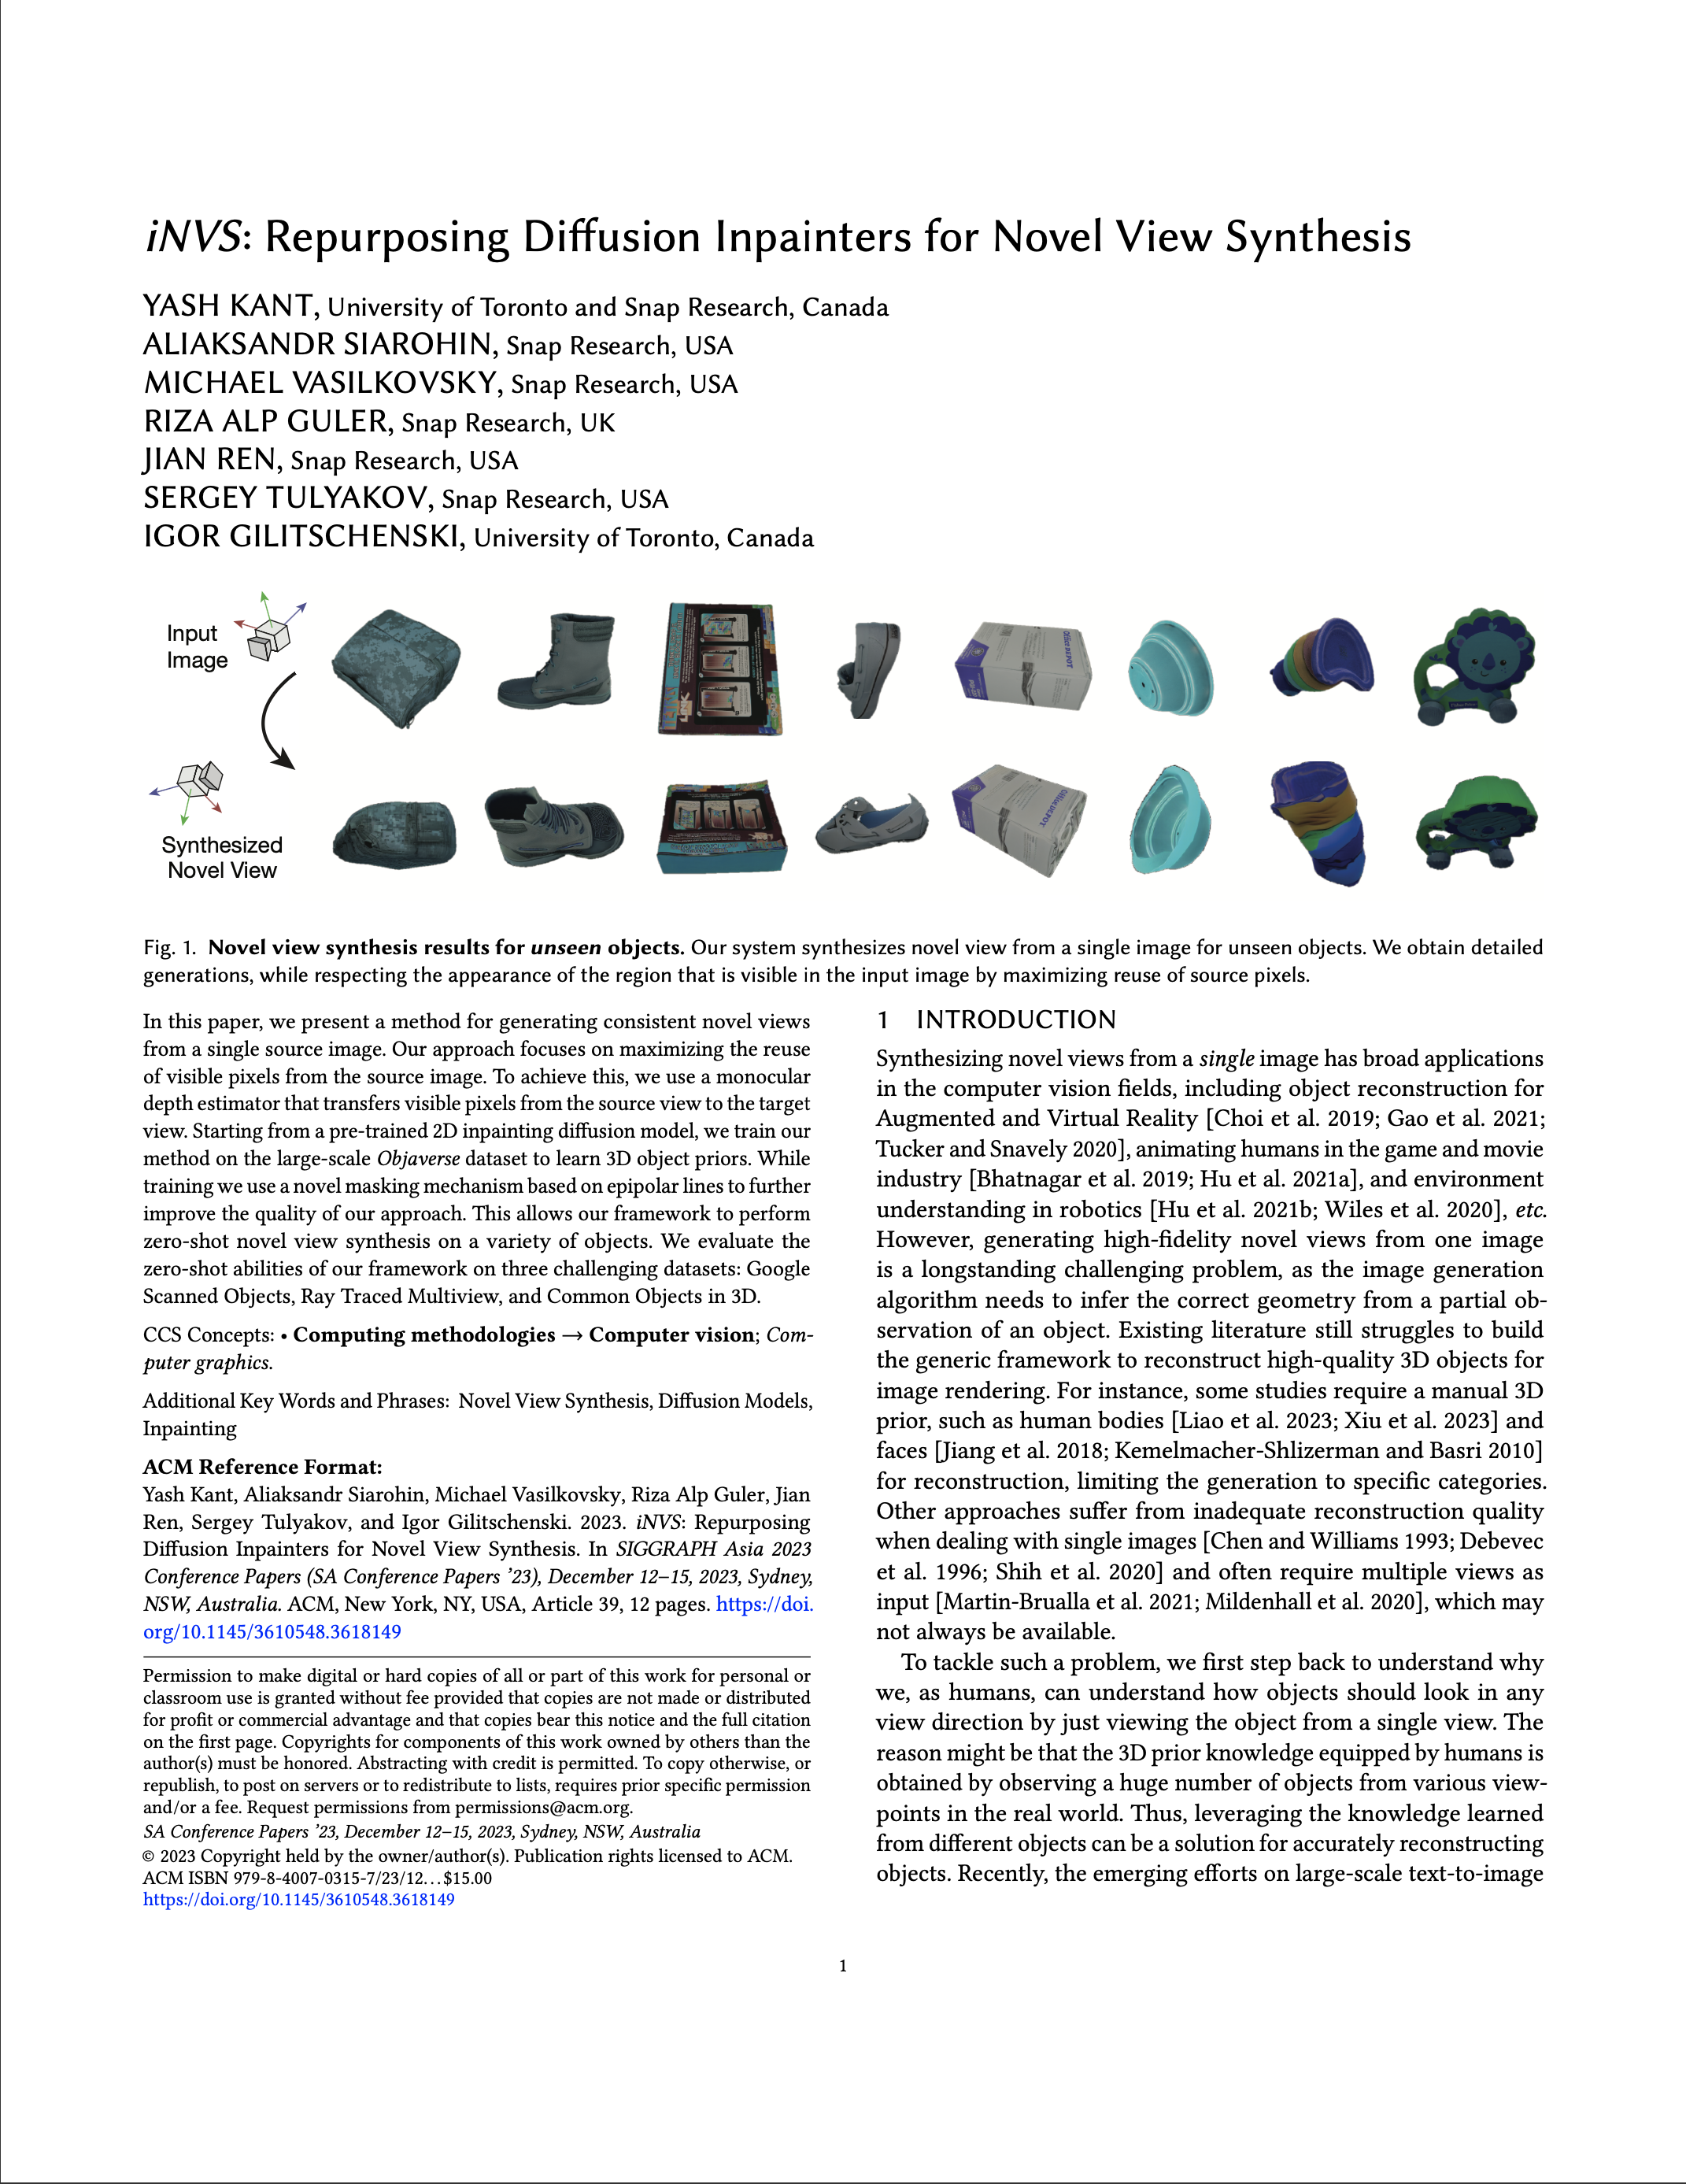 iNVS: Repurposing Diffusion Inpainters for Novel View Synthesis
YASH KANT, University of Toronto and Snap Research, Canada
ALIAKSANDR SIAROHIN, Snap Research, USA
MICHAEL VASILKOVSKY, Snap Research, USA
RIZA ALP GULER, Snap Research, UK
JIAN REN, Snap Research, USA
SERGEY TULYAKOV, Snap Research, USA
IGOR GILITSCHENSKI, University of Toronto, Canada
Input
Image
Office DEPOT
Synthesized
Novel View
Office DEPOT
Fig. 1. Novel view synthesis results for unseen objects. Our system synthesizes novel view from a single image for unseen objects. We obtain detailed
generations, while respecting the appearance of the region that is visible in the input image by maximizing reuse of source pixels.
In this paper, we present a method for generating consistent novel views
from a single source image. Our approach focuses on maximizing the reuse
of visible pixels from the source image. To achieve this, we use a monocular
depth estimator that transfers visible pixels from the source view to the target
view. Starting from a pre-trained 2D inpainting diffusion model, we train our
method on the large-scale Objaverse dataset to learn 3D object priors. While
training we use a novel masking mechanism based on epipolar lines to further
improve the quality of our approach. This allows our framework to perform
zero-shot novel view synthesis on a variety of objects. We evaluate the
zero-shot abilities of our framework on three challenging datasets: Google
Scanned Objects, Ray Traced Multiview, and Common Objects in 3D.
CCS Concepts: • Computing methodologies → Computer vision; Com-
puter graphics.
Additional Key Words and Phrases: Novel View Synthesis, Diffusion Models,
Inpainting
ACM Reference Format:
Yash Kant, Aliaksandr Siarohin, Michael Vasilkovsky, Riza Alp Guler, Jian
Ren, Sergey Tulyakov, and Igor Gilitschenski. 2023. iNVS: Repurposing
Diffusion Inpainters for Novel View Synthesis. In SIGGRAPH Asia 2023
Conference Papers (SA Conference Papers ’23), December 12–15, 2023, Sydney,
NSW, Australia. ACM, New York, NY, USA, Article 39, 12 pages. https://doi.
org/10.1145/3610548.3618149
Permission to make digital or hard copies of all or part of this work for personal or
classroom use is granted without fee provided that copies are not made or distributed
for profit or commercial advantage and that copies bear this notice and the full citation
on the first page. Copyrights for components of this work owned by others than the
author(s) must be honored. Abstracting with credit is permitted. To copy otherwise, or
republish, to post on servers or to redistribute to lists, requires prior specific permission
and/or a fee. Request permissions from permissions@acm.org.
SA Conference Papers ’23, December 12–15, 2023, Sydney, NSW, Australia
© 2023 Copyright held by the owner/author(s). Publication rights licensed to ACM.
ACM ISBN 979-8-4007-0315-7/23/12...$15.00
https://doi.org/10.1145/3610548.3618149
1 INTRODUCTION
Synthesizing novel views from a single image has broad applications
in the computer vision fields, including object reconstruction for
Augmented and Virtual Reality [Choi et al. 2019; Gao et al. 2021;
Tucker and Snavely 2020], animating humans in the game and movie
industry [Bhatnagar et al. 2019; Hu et al. 2021a], and environment
understanding in robotics [Hu et al. 2021b; Wiles et al. 2020], etc.
However, generating high-fidelity novel views from one image
is a longstanding challenging problem, as the image generation
algorithm needs to infer the correct geometry from a partial ob-
servation of an object. Existing literature still struggles to build
the generic framework to reconstruct high-quality 3D objects for
image rendering. For instance, some studies require a manual 3D
prior, such as human bodies [Liao et al. 2023; Xiu et al. 2023] and
faces [Jiang et al. 2018; Kemelmacher-Shlizerman and Basri 2010]
for reconstruction, limiting the generation to specific categories.
Other approaches suffer from inadequate reconstruction quality
when dealing with single images [Chen and Williams 1993; Debevec
et al. 1996; Shih et al. 2020] and often require multiple views as
input [Martin-Brualla et al. 2021; Mildenhall et al. 2020], which may
not always be available.
To tackle such a problem, we first step back to understand why
we, as humans, can understand how objects should look in any
view direction by just viewing the object from a single view. The
reason might be that the 3D prior knowledge equipped by humans is
obtained by observing a huge number of objects from various view-
points in the real world. Thus, leveraging the knowledge learned
from different objects can be a solution for accurately reconstructing
objects. Recently, the emerging efforts on large-scale text-to-image
1